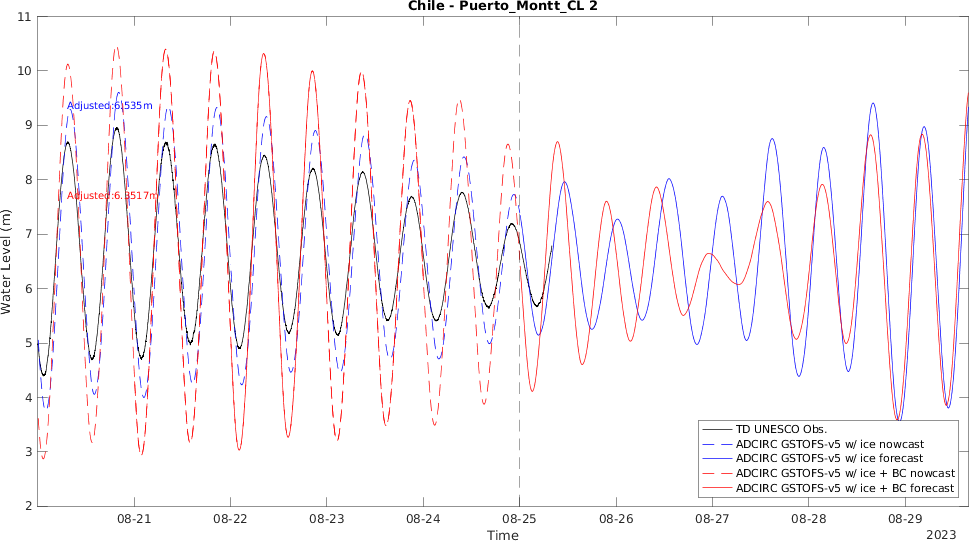 Chile - Puerto_Montt_CL 2
11
10
9
8
7
6
5
4
3
2
Water Level (m)
Adjusted:6.535m
Adjusted:6.3517m
08-21
08-22
08-23
08-24
08-25
08-26
08-27
08-28
08-29
Time
2023
TD UNESCO Obs.
ADCIRC GSTOFS-v5 w/ ice nowcast
ADCIRC GSTOFS-v5 w/ ice forecast
ADCIRC GSTOFS-v5 w/ ice + BC nowcast
ADCIRC GSTOFS-v5 w/ ice + BC forecast